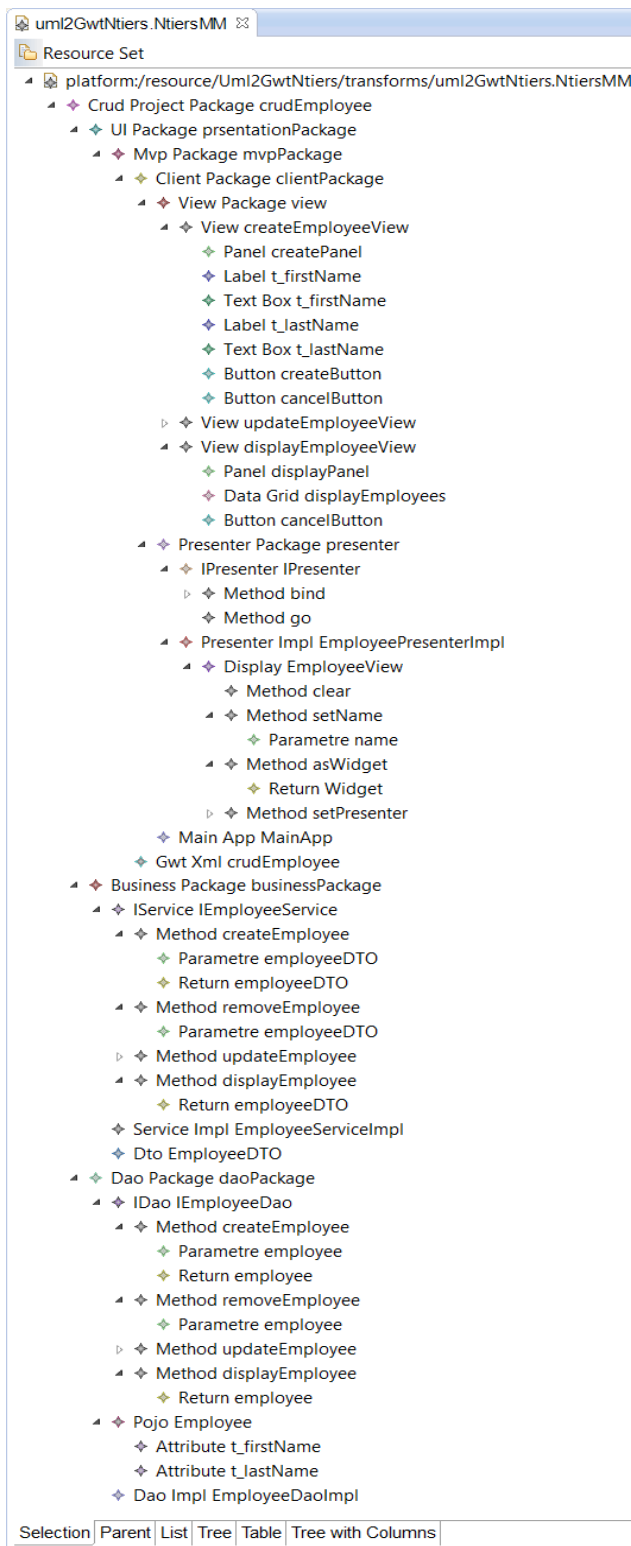 uml2GwtNtiers.NtiersMM
Resource Set
platform:/resource/Uml2GwtNtiers/transforms/uml2GwtNtiers.NtiersMM
Crud Project Package crudEmployee
UI Package prsentationPackage
Mvp Package mvpPackage
Client Package clientPackage
View Package view
View createEmployeeView
Panel createPanel
Label t_firstName
Text Box t_firstName
Label t_lastName
Text Box t_lastName
Button createButton
Button cancelButton
View updateEmployeeView
View displayEmployeeView
Panel displayPanel
Data Grid displayEmployees
Button cancelButton
Presenter Package presenter
IPresenter IPresenter
Method bind
Method go
Presenter Impl EmployeePresenterImpl
Display EmployeeView
Method clear
Method setName
Parametre name
Method asWidget
Return Widget
Method setPresenter
Main App MainApp
Gwt Xml crudEmployee
Business Package businessPackage
IService IEmployeeService
Method createEmployee
Parametre employeeDTO
Return employeeDTO
Method removeEmployee
Parametre employeeDTO
Method updateEmployee
Method displayEmployee
Return employeeDTO
Service Impl EmployeeServiceImpl
Dto EmployeeDTO
Dao Package daoPackage
IDao IEmployeeDao
Method createEmployee
Parametre employee
Return employee
Method removeEmployee
Parametre employee
Method updateEmployee
Method displayEmployee
Return employee
Pojo Employee
Attribute t_firstName
Attribute t_lastName
Dao Impl EmployeeDaoImpl
Selection Parent List Tree Table Tree with Columns